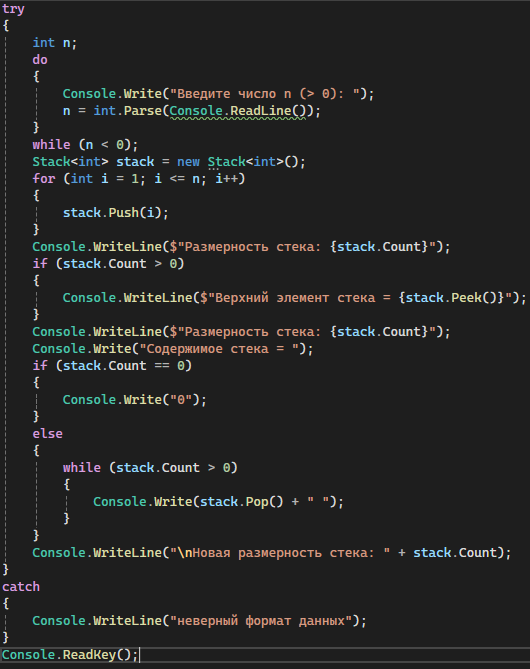 try
{
    int n;
    do
    {
        Console.Write("Введите число n (> 0): ");
        n = int.Parse(Console.ReadLine());
    }
    while (n < 0);
    Stack<int> stack = new Stack<int>();
    for (int i = 1; i <= n; i++)
    {
        stack.Push(i);
    }
    Console.WriteLine($"Размерность стека: {stack.Count}");
    if (stack.Count > 0)
    {
        Console.WriteLine($"Верхний элемент стека = {stack.Peek()}");
    }
    Console.WriteLine($"Размерность стека: {stack.Count}");
    Console.Write("Содержимое стека = ");
    if (stack.Count == 0)
    {
        Console.Write("0");
    }
    else
    {
        while (stack.Count > 0)
        {
            Console.Write(stack.Pop() + " ");
        }
    }
    Console.WriteLine("\nНовая размерность стека: " + stack.Count);
}
catch
{
    Console.WriteLine("неверный формат данных");
}
Console.ReadKey();